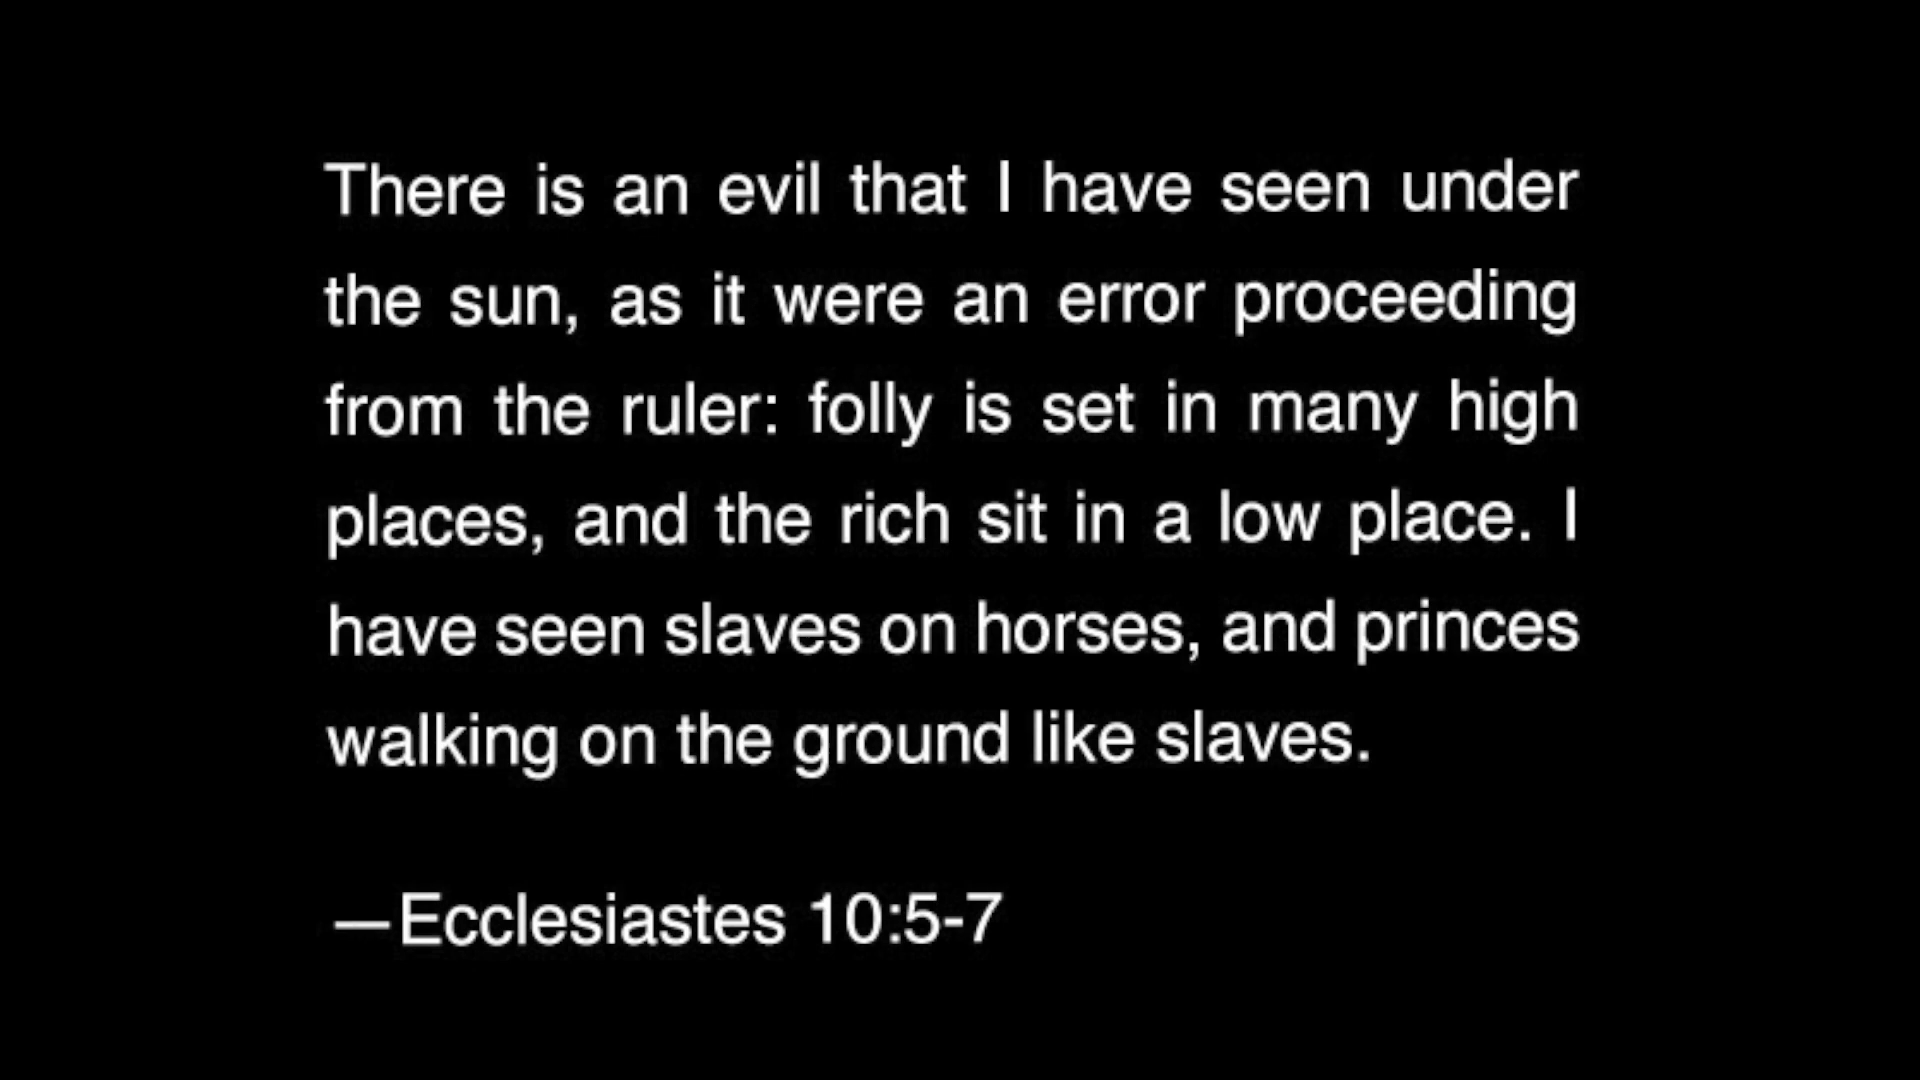 There is an evil that I have seen under
the sun, as it were an error proceeding
from the ruler: folly is set in many high
places, and the rich sit in a low place. I
have seen slaves on horses, and princes
walking on the ground like slaves.
—Ecclesiastes 10:5-7